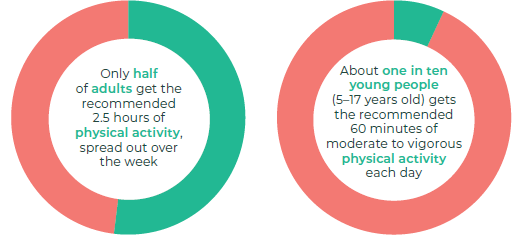 Only half
of adults get the
recommended
2.5 hours of
physical activity,
spread out over
the week
About one in ten
young people
(5–17 years old) gets
the recommended
60 minutes of
moderate to vigorous
physical activity
each day